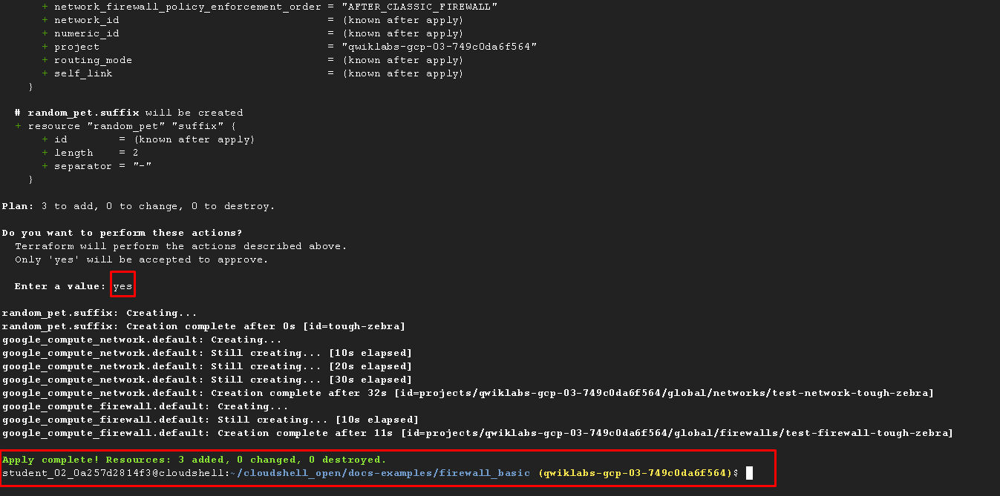 + network_firewall_policy_enforcement_order = "AFTER_CLASSIC_FIREWALL"
+ network_id = (known after apply)
+ numeric_id = (known after apply)
+ project = "qwiklabs-gcp-03-749c0da6f564"
+ routing_mode = (known after apply)
+ self_link = (known after apply)
}
# random_pet.suffix will be created
+ resource "random_pet" "suffix" {
+ id = (known after apply)
+ length = 2
+ separator = "-"
}
Plan: 3 to add, 0 to change, 0 to destroy.
Do you want to perform these actions?
Terraform will perform the actions described above.
Only 'yes' will be accepted to approve.
Enter a value: yes
random_pet.suffix: Creating...
random_pet.suffix: Creation complete after 0s [id=tough-zebra]
google_compute_network.default: Creating...
google_compute_network.default: Still creating... [10s elapsed]
google_compute_network.default: Still creating... [20s elapsed]
google_compute_network.default: Still creating... [30s elapsed]
google_compute_network.default: Creation complete after 32s [id=projects/qwiklabs-gcp-03-749c0da6f564/global/networks/test-network-tough-zebra]
google_compute_firewall.default: Creating...
google_compute_firewall.default: Still creating... [10s elapsed]
google_compute_firewall.default: Creation complete after 11s [id=projects/qwiklabs-gcp-03-749c0da6f564/global/firewalls/test-firewall-tough-zebra]
Apply complete! Resources: 3 added, 0 changed, 0 destroyed.
student_02_0a257d2814f3@cloudshell:~/cloudshell_open/docs-examples/firewall_basic (qwiklabs-gcp-03-749c0da6f564)$